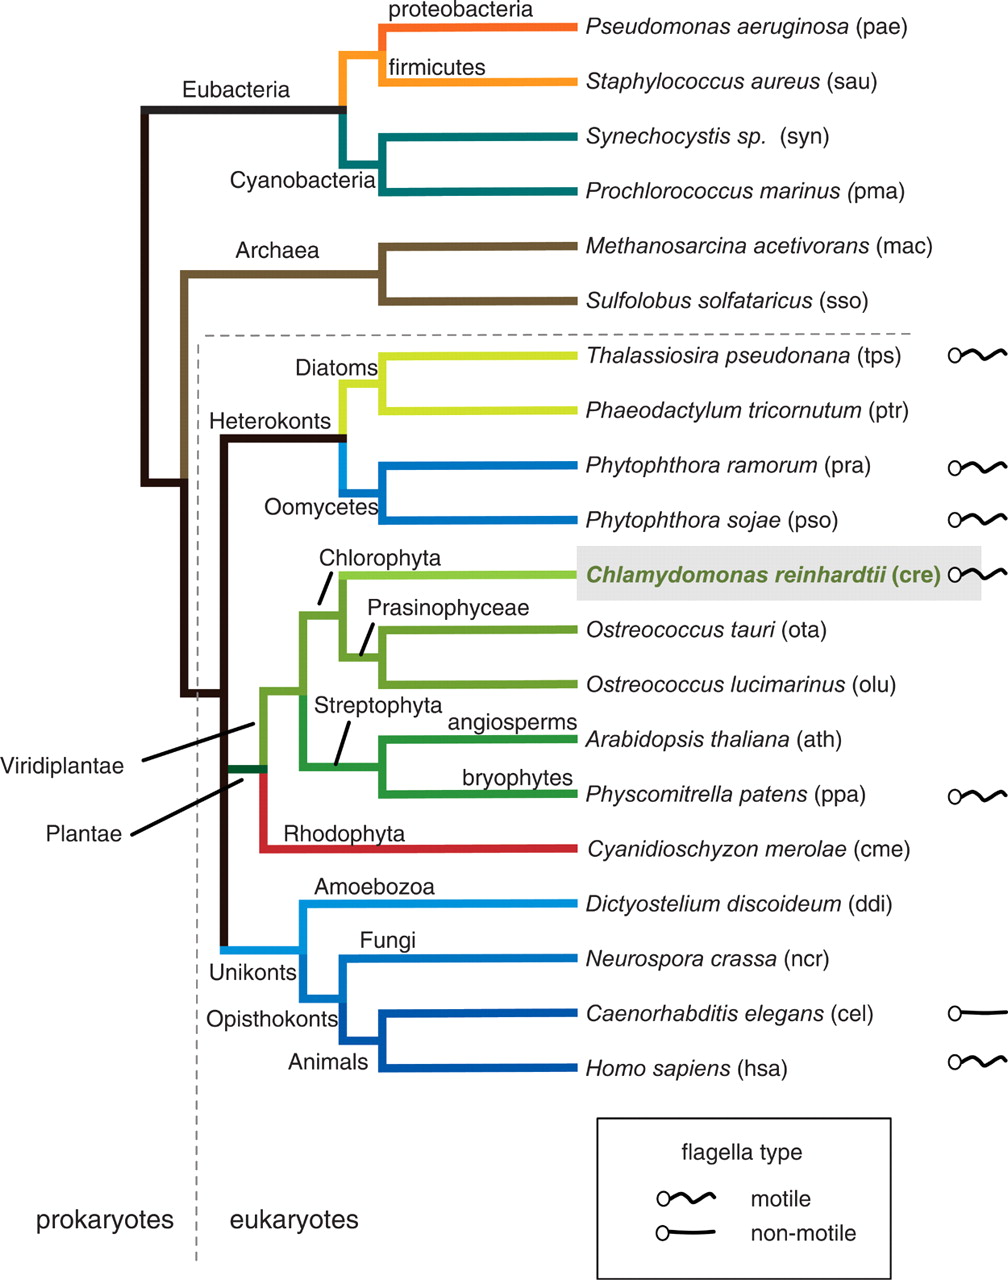 proteobacteria
Pseudomonas aeruginosa (pae)
firmicutes
Staphylococcus aureus (sau)
Eubacteria
Synechocystis sp. (syn)
Cyanobacteria
Prochlorococcus marinus (pma)
Archaea
Methanosarcina acetivorans (mac)
Sulfolobus solfataricus (sso)
Thalassiosira pseudonana (tps)
Diatoms
Phaeodactylum tricornutum (ptr)
Heterokonts
Phytophthora ramorum (pra)
Oomycetes
Phytophthora sojae (pso)
Chlorophyta
Chlamydomonas reinhardtii (cre)
Prasinophyceae
Ostreococcus tauri (ota)
Ostreococcus lucimarinus (olu)
Streptophyta
angiosperms
Arabidopsis thaliana (ath)
Viridiplantae
bryophytes
Physcomitrella patens (ppa)
Plantae
Rhodophyta
Cyanidioschyzon merolae (cme)
Amoebozoa
Dictyostelium discoideum (ddi)
Fungi
Neurospora crassa (ncr)
Unikonts
Opisthokonts
Caenorhabditis elegans (cel)
Animals
Homo sapiens (hsa)
flagella type
motile
non-motile
prokaryotes
eukaryotes